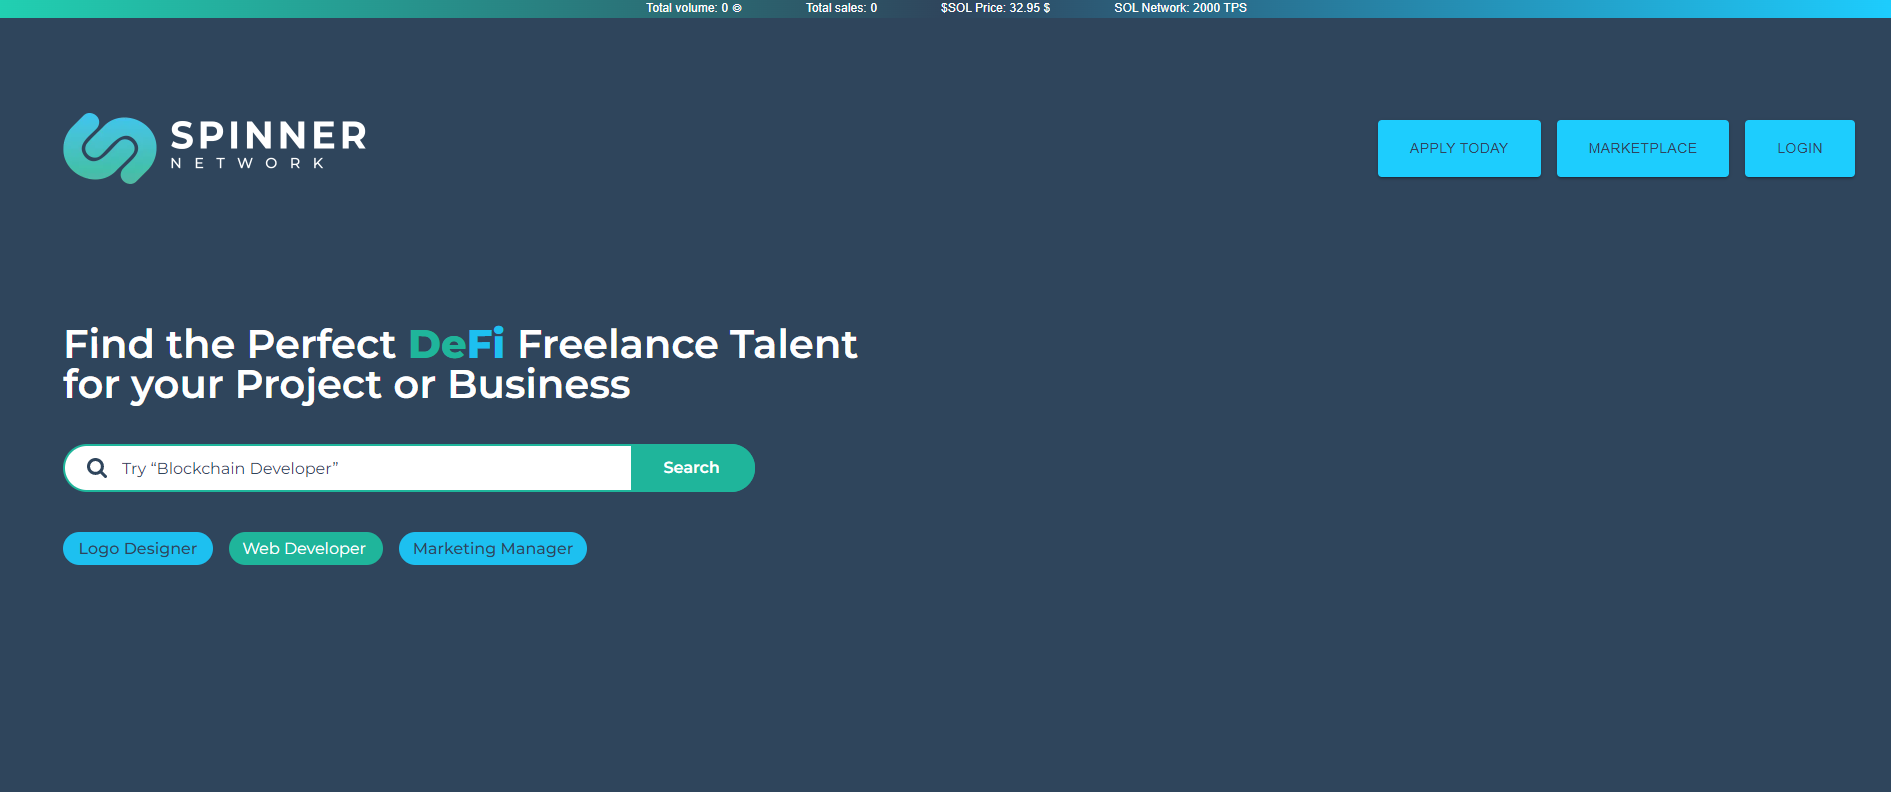 Total volume: 0 ◎ Total sales: 0 $SOL Price: 32.95 $ SOL Network: 2000 TPS
SPINNER
NETWORK
APPLY TODAY MARKETPLACE LOGIN
Find the Perfect DeFi Freelance Talent
for your Project or Business
Try “Blockchain Developer” Search
Logo Designer Web Developer Marketing Manager